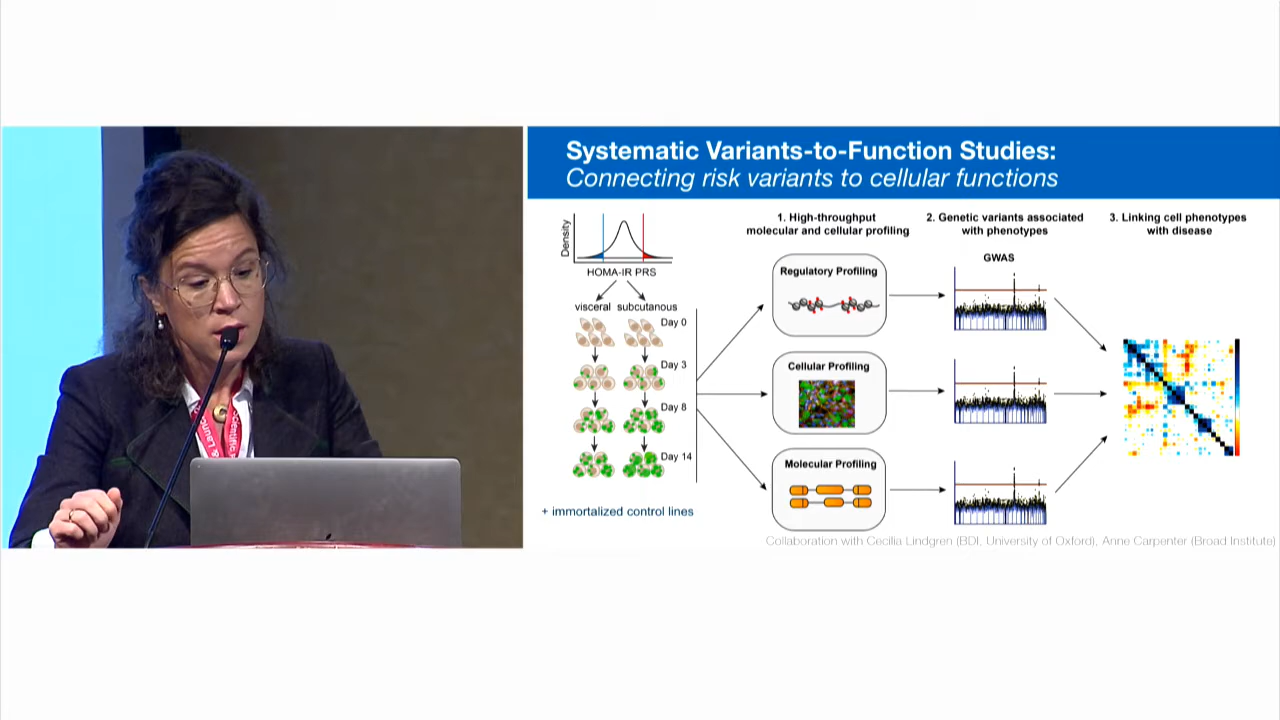 Systematic Variants-to-Function Studies:
Connecting risk variants to cellular functions
Density
HOMA-IR PRS
visceral subcutanous
Day 0
Day 3
Day 8
Day 14
+ immortalized control lines
1. High-throughput
molecular and cellular profiling
Regulatory Profiling
Cellular Profiling
Molecular Profiling
2. Genetic variants associated
with phenotypes
GWAS
3. Linking cell phenotypes
with disease
Collaboration with Cecilia Lindgren (BDI, University of Oxford), Anne Carpenter (Broad Institute)